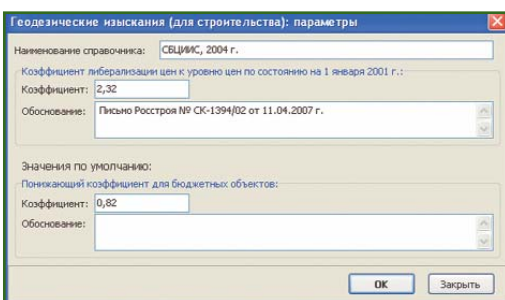 Геодезические изыскания (для строительства): параметры
Наименование справочника: СБЦИИС, 2004 г.
Коэффициент либерализации цен к уровню цен по состоянию на 1 января 2001 г.:
Коэффициент: 2,32
Обоснование: Письмо Росстроя № СК-1394/02 от 11.04.2007 г.
Значения по умолчанию:
Понижающий коэффициент для бюджетных объектов:
Коэффициент: 0,82
Обоснование:
ОК Закрыть